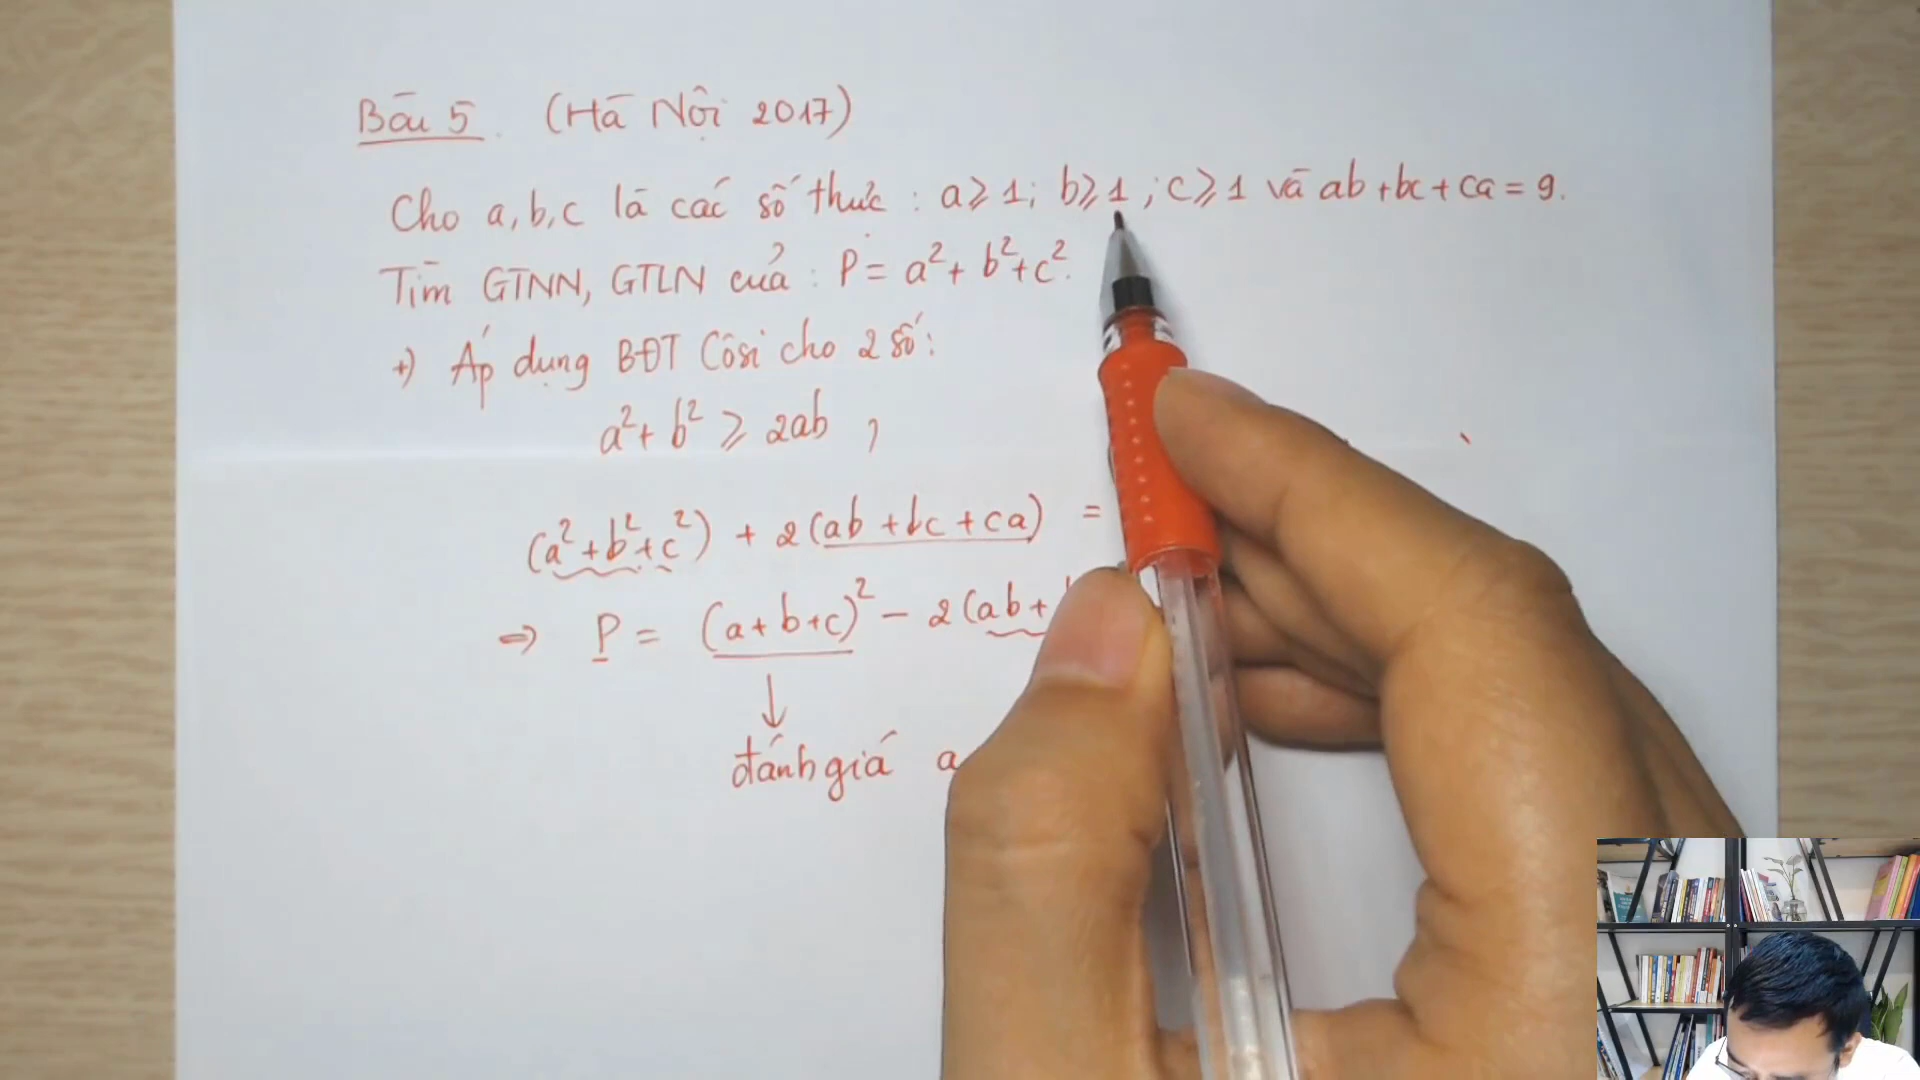 Bài 5. (Hà Nội 2017)
Cho a, b, c là các số thức : a ⩾ 1; b ⩾ 1; c ⩾ 1 và ab + bc + ca = 9.
Tìm GTNN, GTLN của : P = a² + b² + c².
+) Áp dụng BĐT Côsi cho 2 số:
a² + b² ⩾ 2ab ,
(a² + b² + c²) + 2(ab + bc + ca) =
⇒ P = (a + b + c)² − 2(ab +
↓
đánh giá a